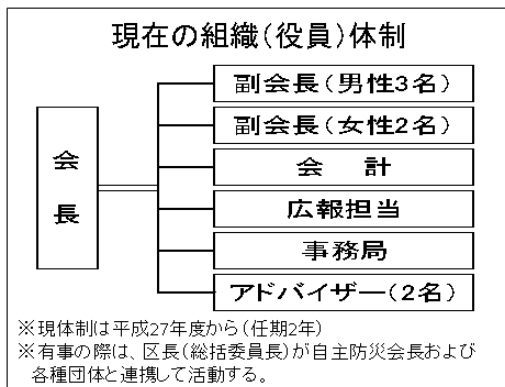 現在の組織(役員)体制
会長
副会長(男性3名)
副会長(女性2名)
会計
広報担当
事務局
アドバイザー(2名)
※現体制は平成27年度から(任期2年)
※有事の際は、区長(総括委員長)が自主防災会長および
各種団体と連携して活動する。